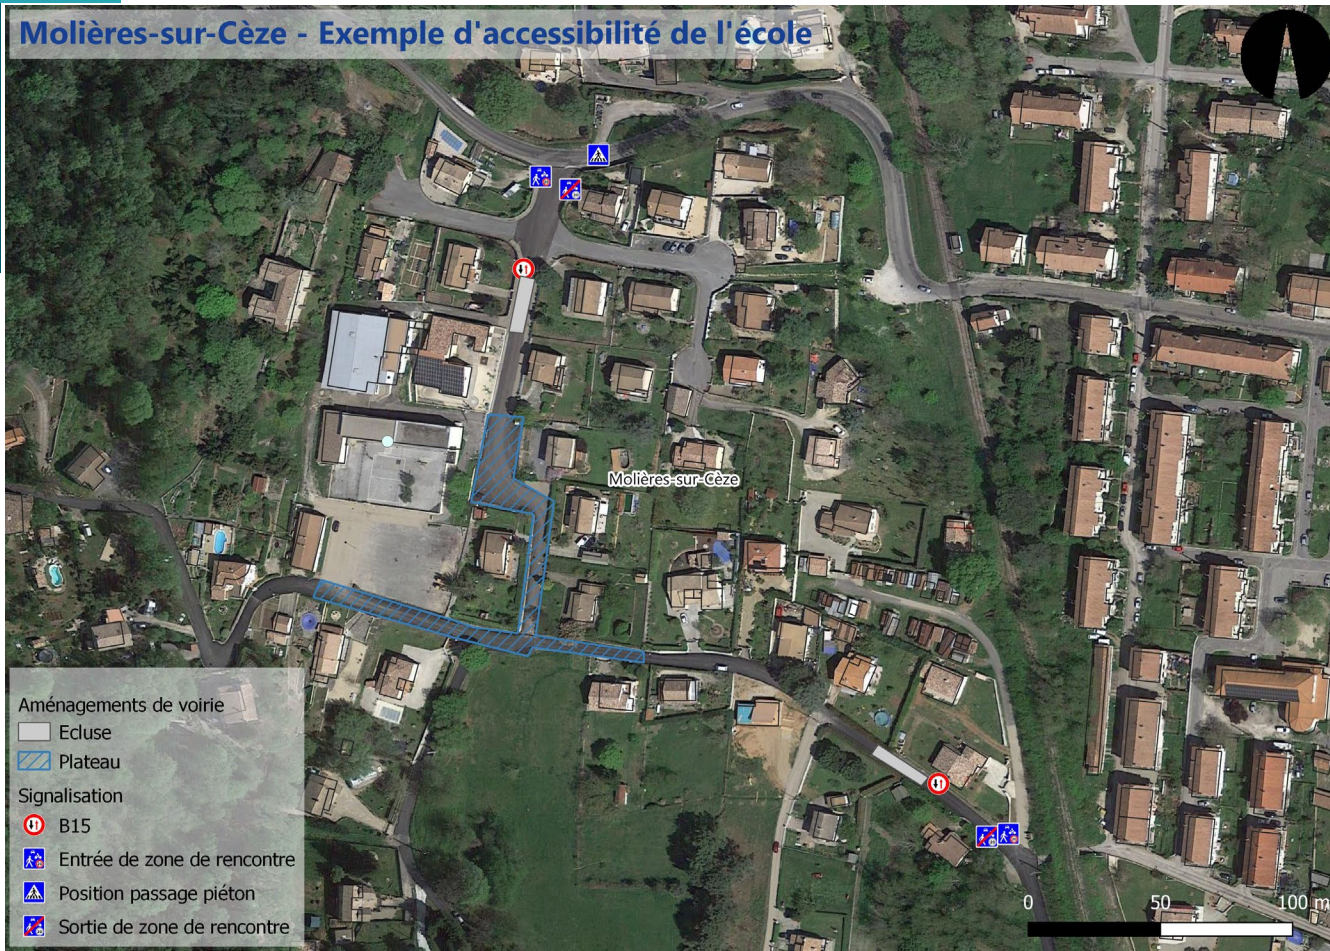 Molières-sur-Cèze - Exemple d'accessibilité de l'école
Molières-sur-Cèze
Aménagements de voirie
Ecluse
Plateau
Signalisation
B15
Entrée de zone de rencontre
Position passage piéton
Sortie de zone de rencontre
0 50 100 m